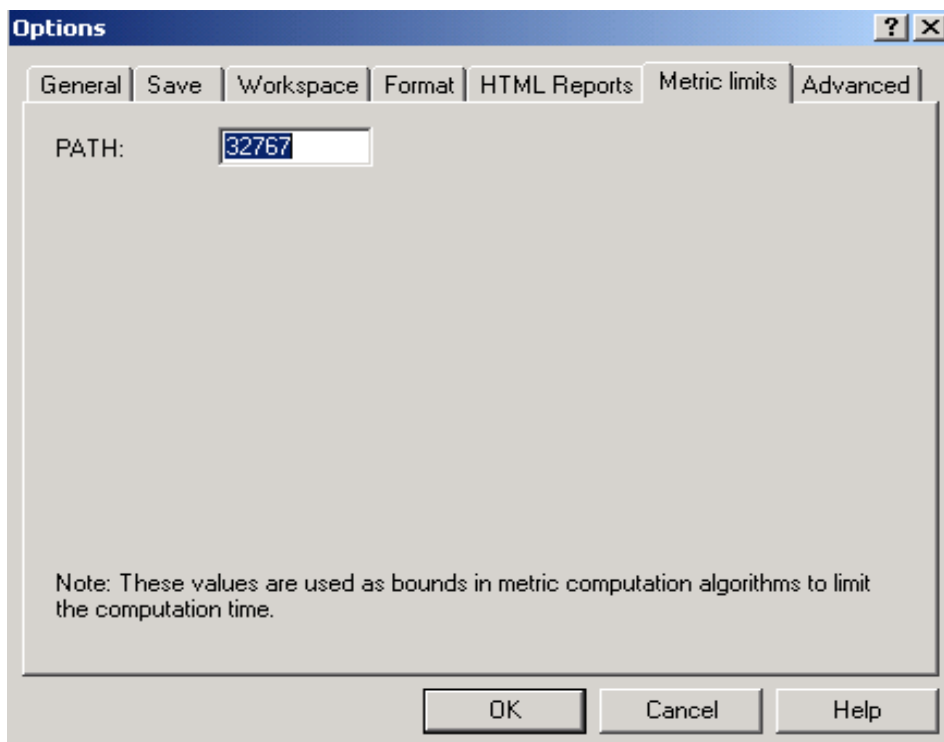 Options
General Save Workspace Format HTML Reports Metric limits Advanced
PATH: 32767
Note: These values are used as bounds in metric computation algorithms to limit
the computation time.
OK Cancel Help